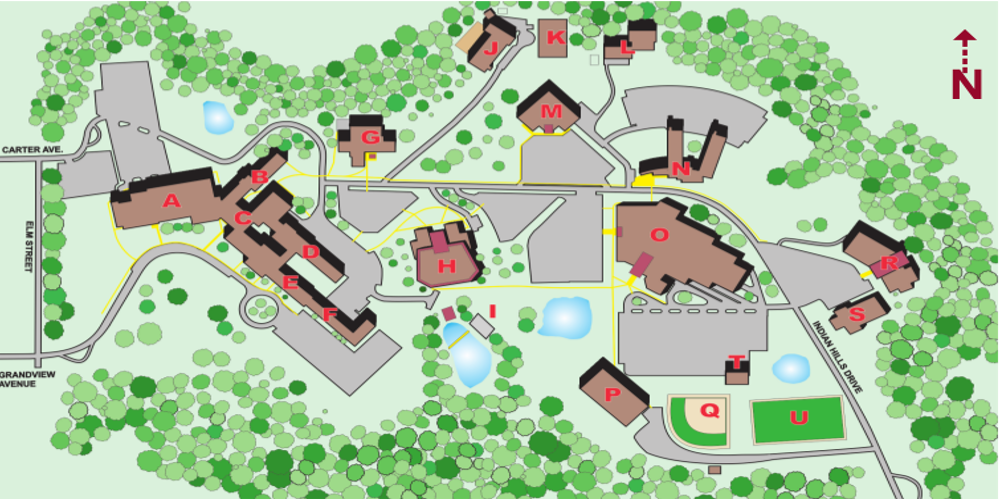 J
K
L
N
M
G
CARTER AVE.
N
B
A
C
O
ELM STREET
D
H
R
E
I
F
S
INDIAN HILLS DRIVE
T
GRANDVIEW
AVENUE
P
Q
U